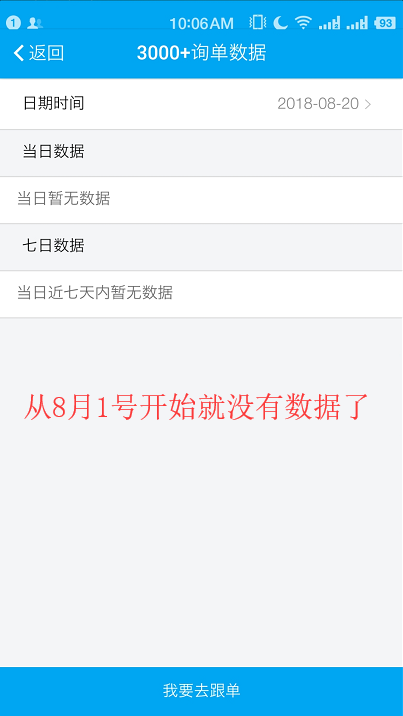 1 10:06AM 93
返回 3000+询单数据
日期时间 2018-08-20
当日数据
当日暂无数据
七日数据
当日近七天内暂无数据
从8月1号开始就没有数据了
我要去跟单